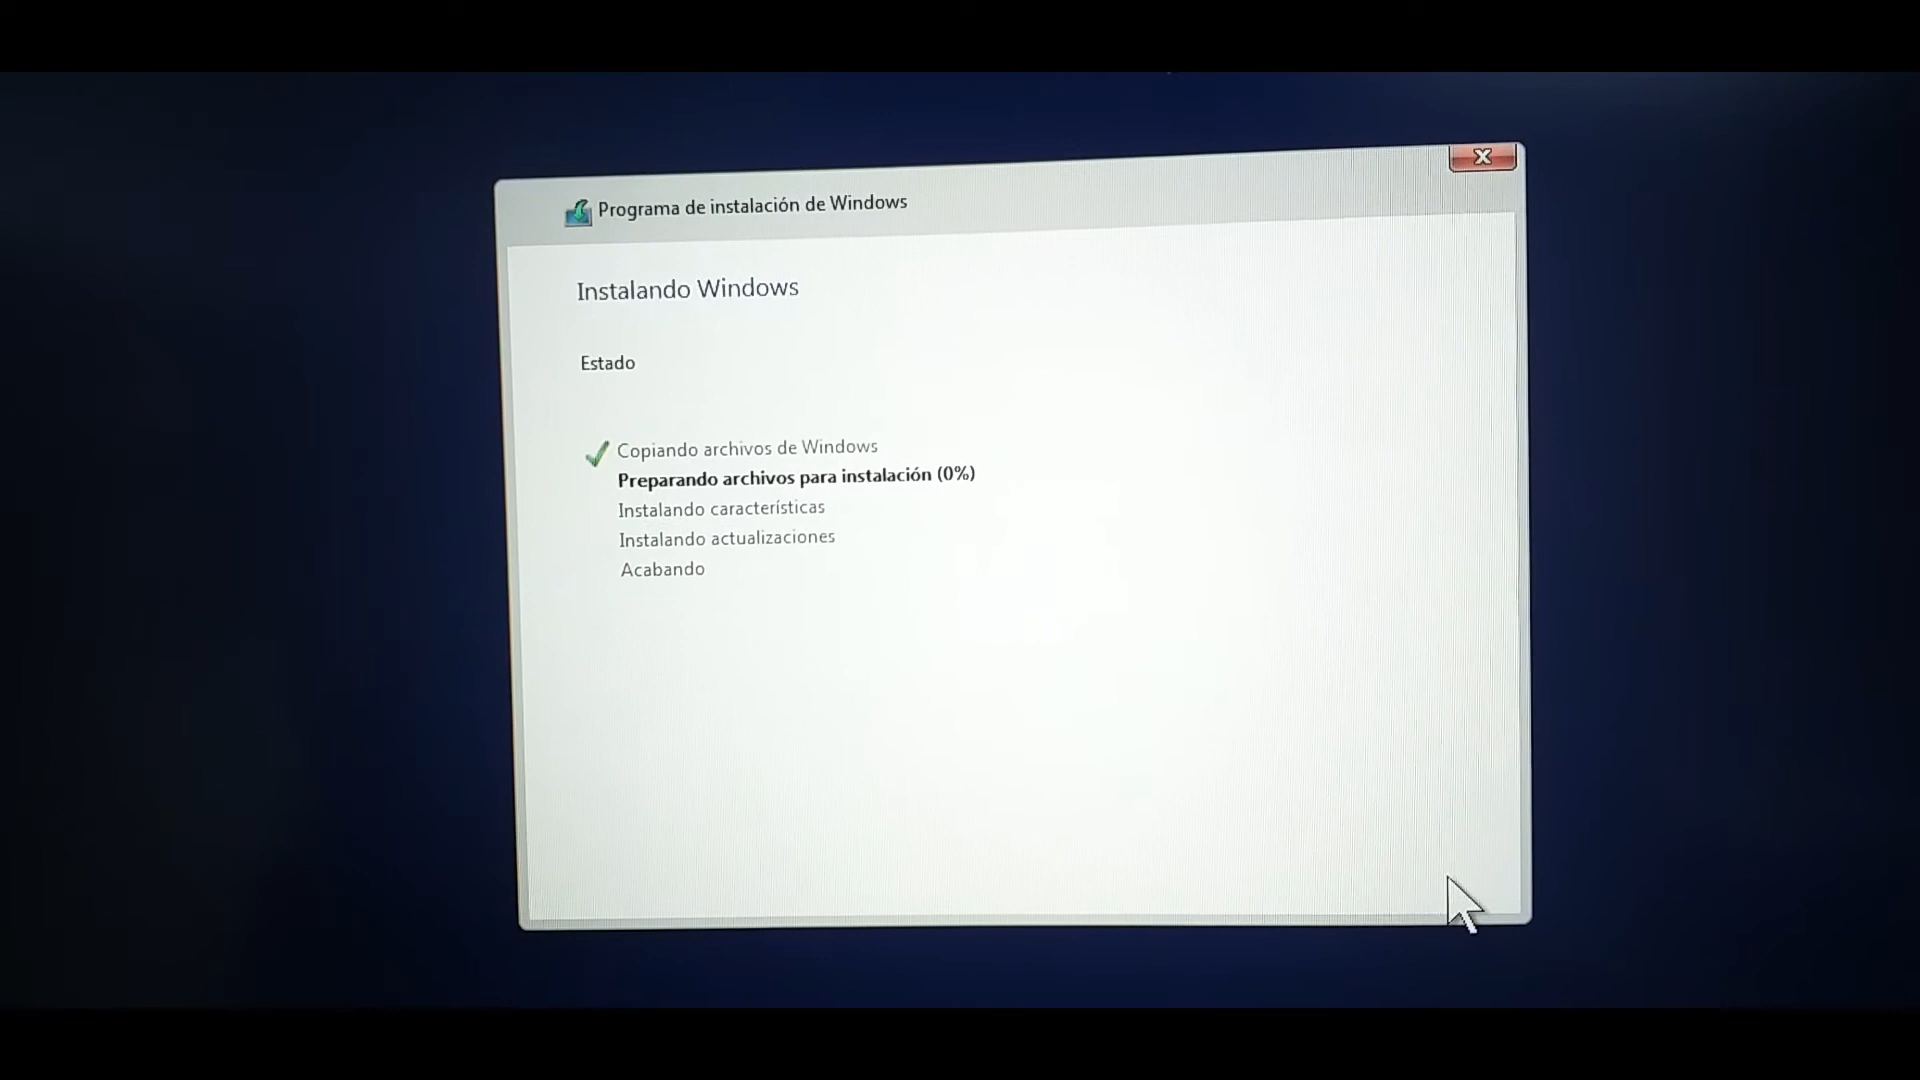 Programa de instalación de Windows
Instalando Windows
Estado
Copiando archivos de Windows
Preparando archivos para instalación (0%)
Instalando características
Instalando actualizaciones
Acabando